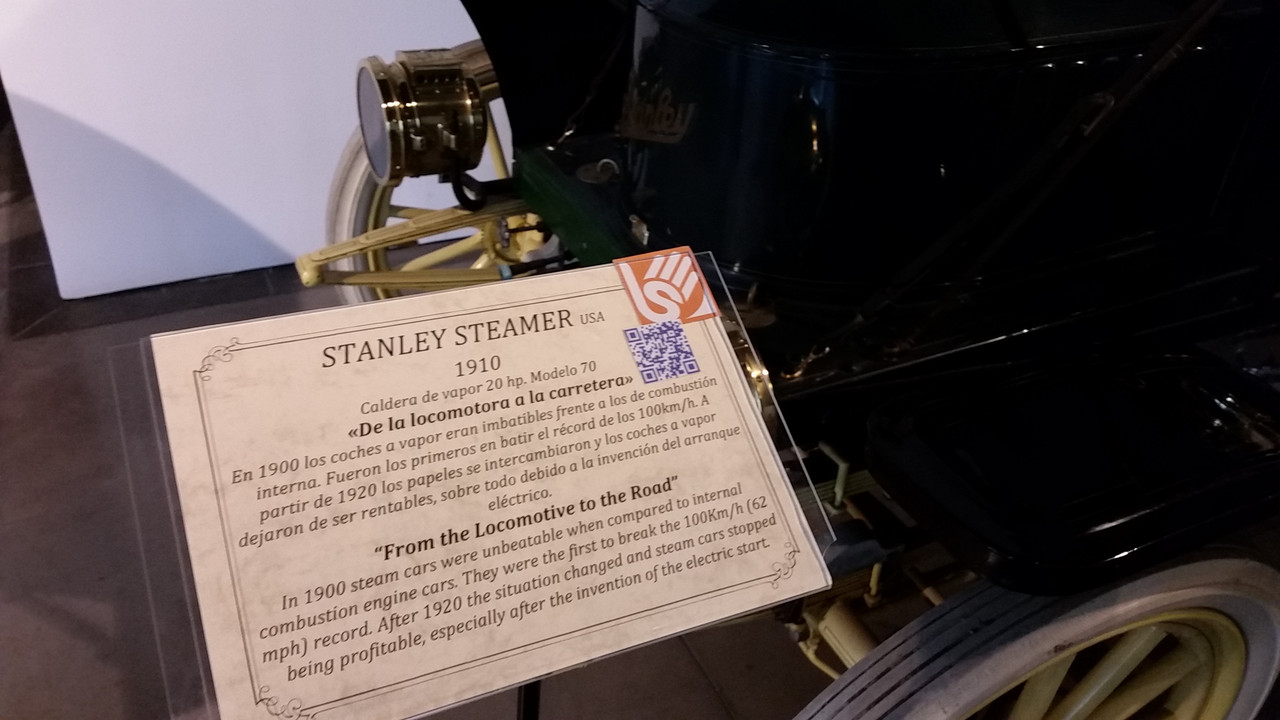 Stanley
STANLEY STEAMER USA
1910
Caldera de vapor 20 hp. Modelo 70
«De la locomotora a la carretera»
En 1900 los coches a vapor eran imbatibles frente a los de combustión
interna. Fueron los primeros en batir el récord de los 100km/h. A
partir de 1920 los papeles se intercambiaron y los coches a vapor
dejaron de ser rentables, sobre todo debido a la invención del arranque
eléctrico.
“From the Locomotive to the Road”
In 1900 steam cars were unbeatable when compared to internal
combustion engine cars. They were the first to break the 100Km/h (62
mph) record. After 1920 the situation changed and steam cars stopped
being profitable, especially after the invention of the electric start.